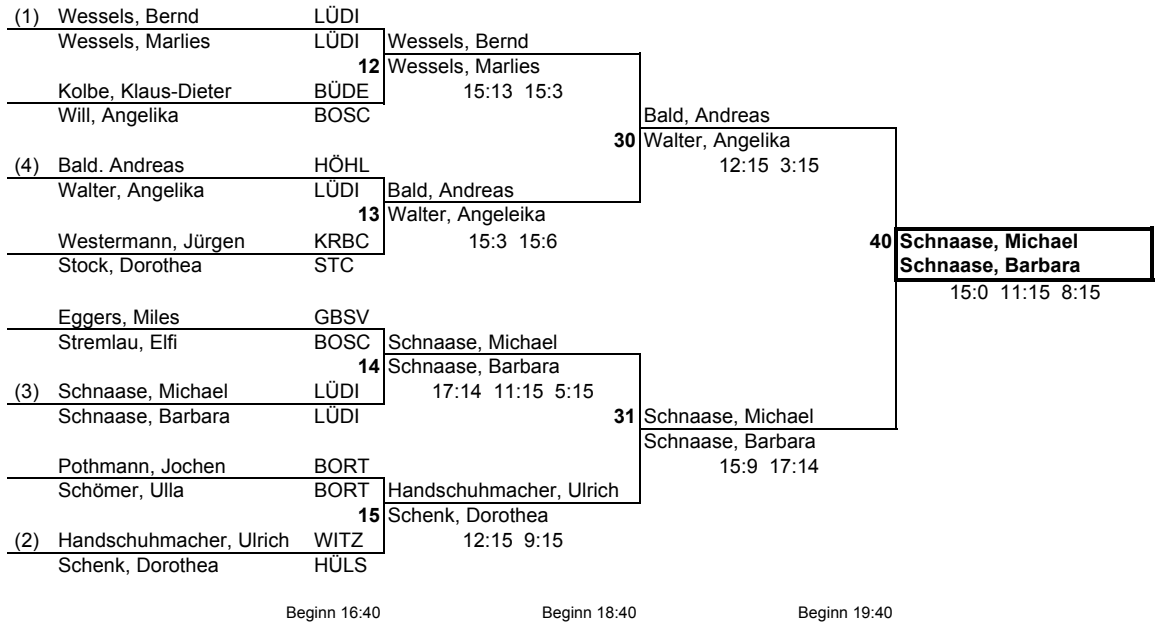 (1) Wessels, Bernd LÜDI
Wessels, Marlies LÜDI Wessels, Bernd
12 Wessels, Marlies
Kolbe, Klaus-Dieter BÜDE 15:13 15:3
Will, Angelika BOSC Bald, Andreas
30 Walter, Angelika
(4) Bald. Andreas HÖHL 12:15 3:15
Walter, Angelika LÜDI Bald, Andreas
13 Walter, Angeleika
Westermann, Jürgen KRBC 15:3 15:6 40 Schnaase, Michael
Stock, Dorothea STC Schnaase, Barbara
15:0 11:15 8:15
Eggers, Miles GBSV
Stremlau, Elfi BOSC Schnaase, Michael
14 Schnaase, Barbara
(3) Schnaase, Michael LÜDI 17:14 11:15 5:15
Schnaase, Barbara LÜDI 31 Schnaase, Michael
Schnaase, Barbara
Pothmann, Jochen BORT 15:9 17:14
Schömer, Ulla BORT Handschuhmacher, Ulrich
15 Schenk, Dorothea
(2) Handschuhmacher, Ulrich WITZ 12:15 9:15
Schenk, Dorothea HÜLS
Beginn 16:40 Beginn 18:40 Beginn 19:40